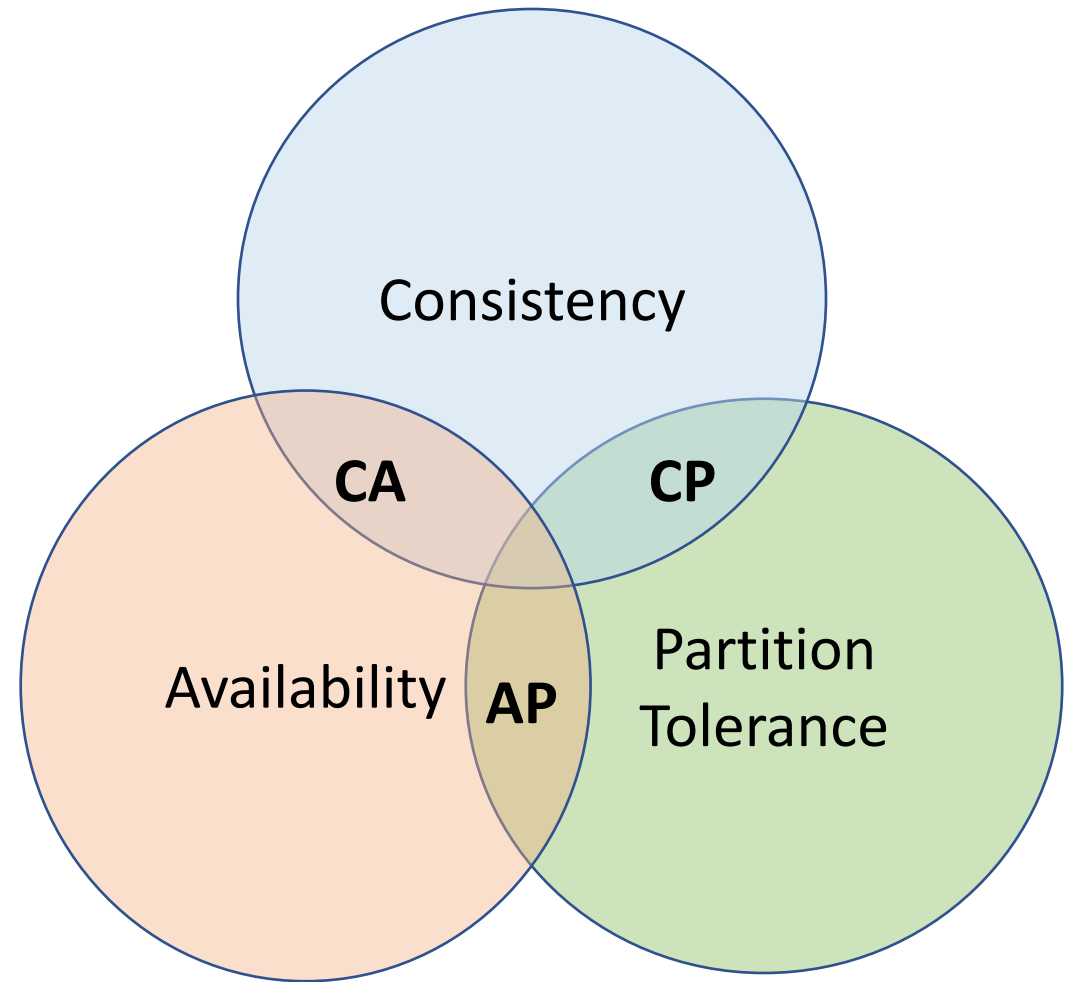 Consistency
CA
CP
Availability
AP
Partition
Tolerance